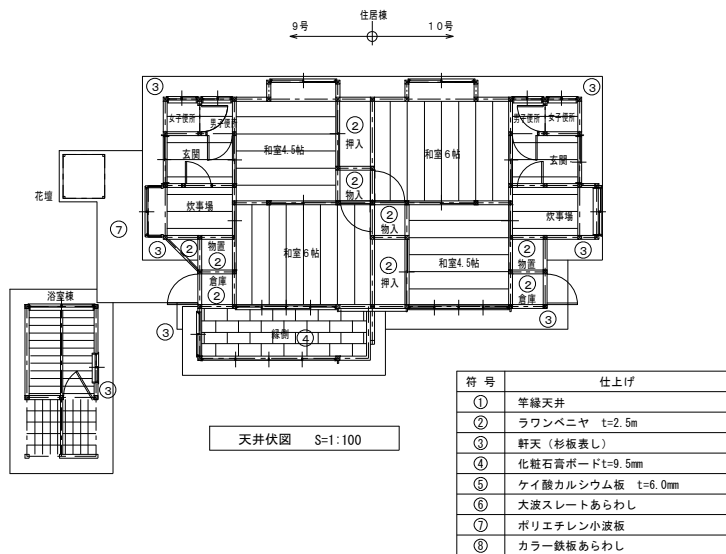 住居棟
9号 10号
③ ③
女子便所 男子便所 男子便所 女子便所
② 押入
玄関 和室4.5帖 和室6帖 玄関
② 物入
花壇 炊事場 ② 物入 炊事場
⑦
③ ② 物置 ② 和室6帖 ② 押入 和室4.5帖 ② 物置 ③
倉庫 ② ② 倉庫
浴室棟
③ 縁側 ④ ③
③
天井伏図 S=1:100
符号 仕上げ
① 竿縁天井
② ラワンベニヤ t=2.5m
③ 軒天（杉板表し）
④ 化粧石膏ボードt=9.5mm
⑤ ケイ酸カルシウム板 t=6.0mm
⑥ 大波スレートあらわし
⑦ ポリエチレン小波板
⑧ カラー鉄板あらわし